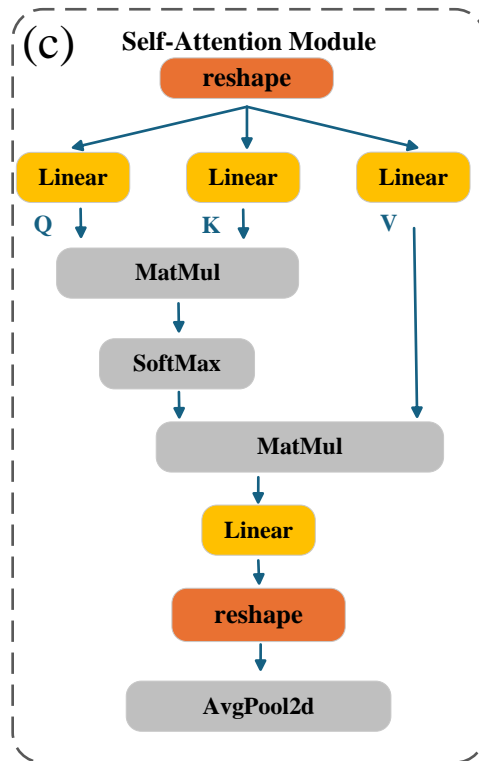 (c)
Self-Attention Module
reshape
Linear
Linear
Linear
Q
K
V
MatMul
SoftMax
MatMul
Linear
reshape
AvgPool2d